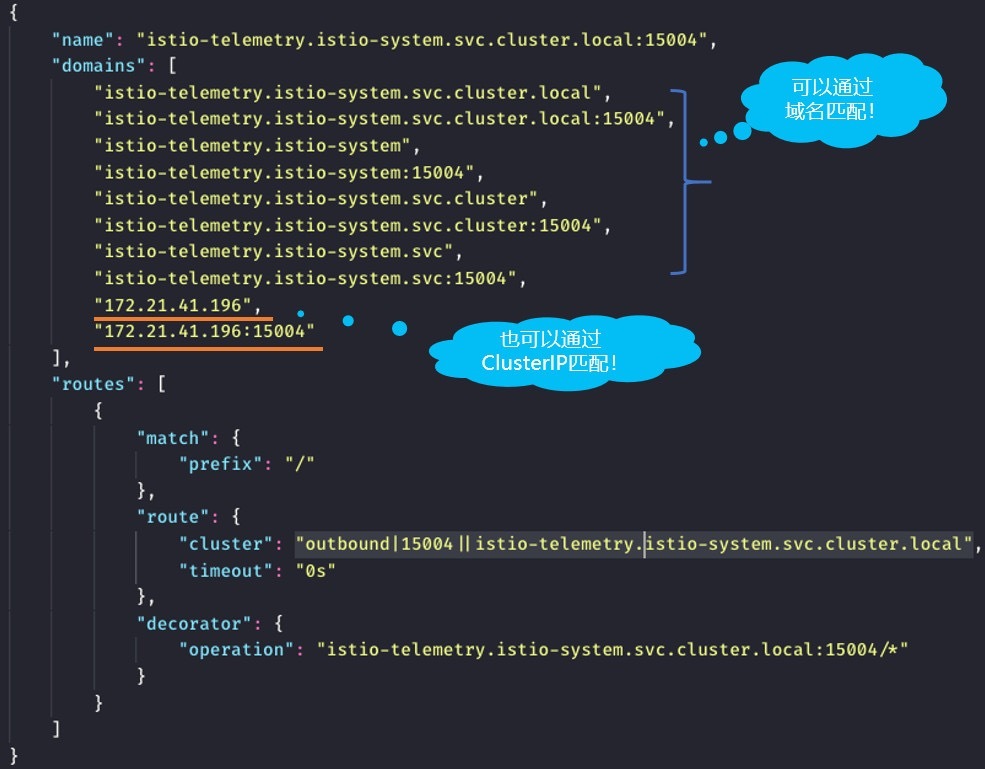 {
"name": "istio-telemetry.istio-system.svc.cluster.local:15004",
"domains": [
"istio-telemetry.istio-system.svc.cluster.local",
"istio-telemetry.istio-system.svc.cluster.local:15004",
"istio-telemetry.istio-system",
"istio-telemetry.istio-system:15004",
"istio-telemetry.istio-system.svc.cluster",
"istio-telemetry.istio-system.svc.cluster:15004",
"istio-telemetry.istio-system.svc",
"istio-telemetry.istio-system.svc:15004",
"172.21.41.196",
"172.21.41.196:15004"
],
"routes": [
{
"match": {
"prefix": "/"
},
"route": {
"cluster": "outbound|15004||istio-telemetry.istio-system.svc.cluster.local",
"timeout": "0s"
},
"decorator": {
"operation": "istio-telemetry.istio-system.svc.cluster.local:15004/*"
}
}
]
}
可以通过
域名匹配！
也可以通过
ClusterIP匹配！